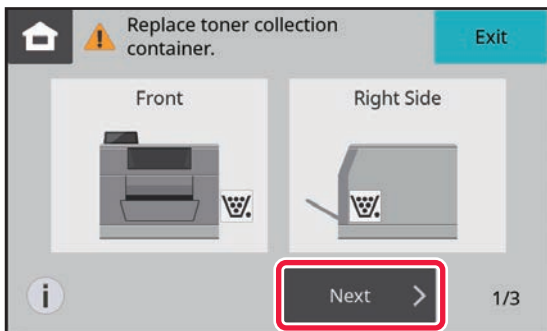 Replace toner collection
container.
Exit
Front
Right Side
i
Next
1/3